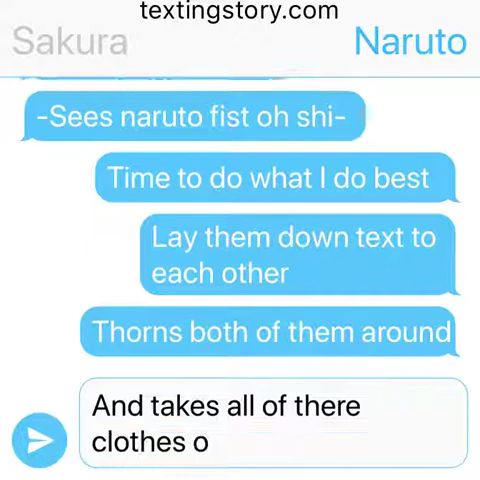 textingstory.com
Sakura
Naruto
-Sees naruto fist oh shi-
Time to do what I do best
Lay them down text to
each other
Thorns both of them around
And takes all of there
clothes o